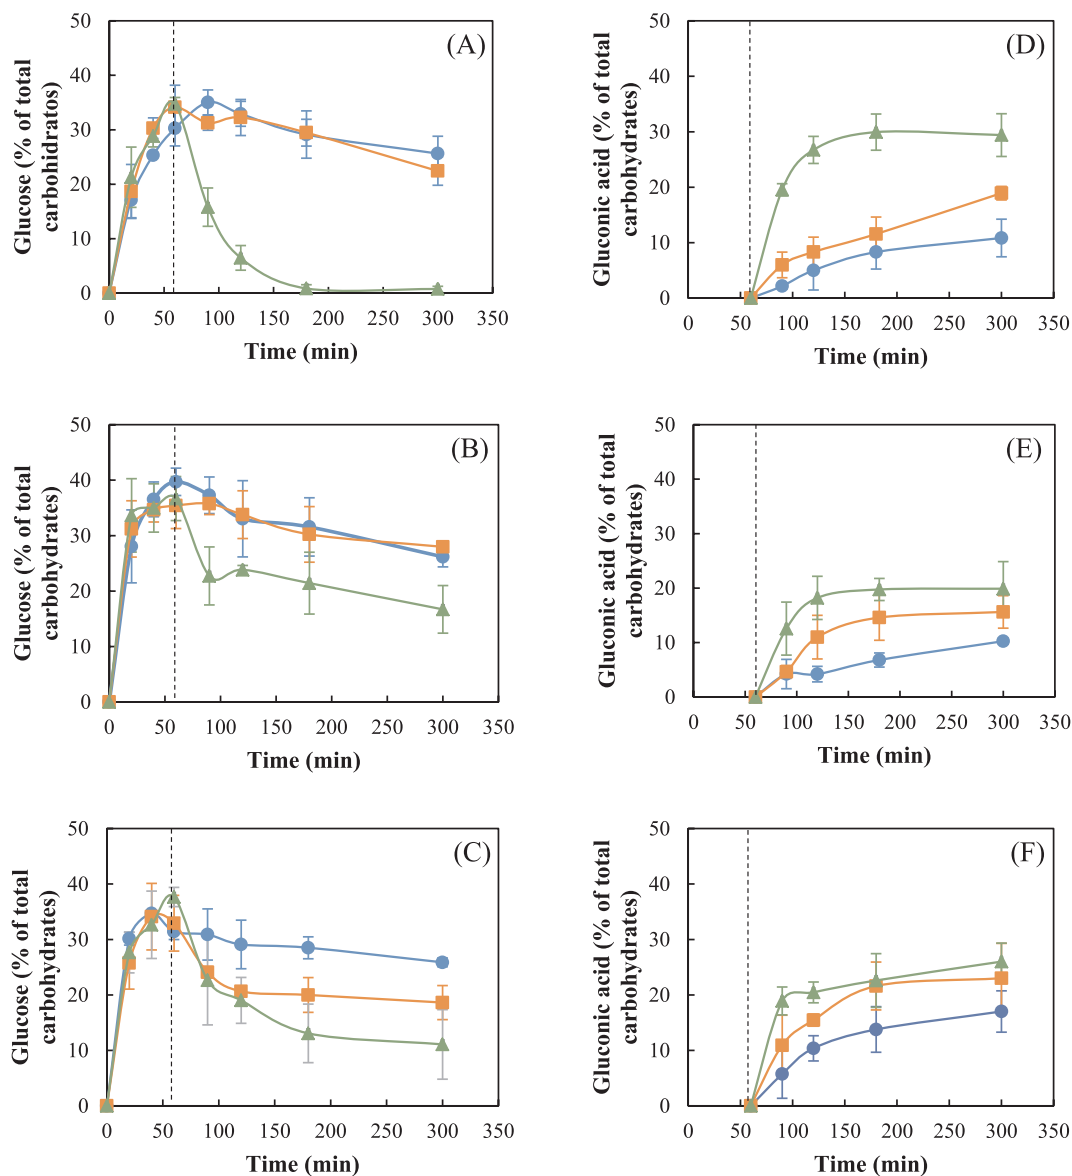 (A)
Glucose (% of total
carbohidratos)
50
40
30
20
10
0
0 50 100 150 200 250 300 350
Time (min)
(D)
Gluconic acid (% of total
carbohydrates)
50
40
30
20
10
0
0 50 100 150 200 250 300 350
Time (min)
(B)
Glucose (% of total
carbohydrates)
50
40
30
20
10
0
0 50 100 150 200 250 300 350
Time (min)
(E)
Gluconic acid (% of total
carbohydrates)
50
40
30
20
10
0
0 50 100 150 200 250 300 350
Time (min)
(C)
Glucose (% of total
carbohydrates)
50
40
30
20
10
0
0 50 100 150 200 250 300 350
Time (min)
(F)
Gluconic acid (% of total
carbohydrates)
50
40
30
20
10
0
0 50 100 150 200 250 300 350
Time (min)